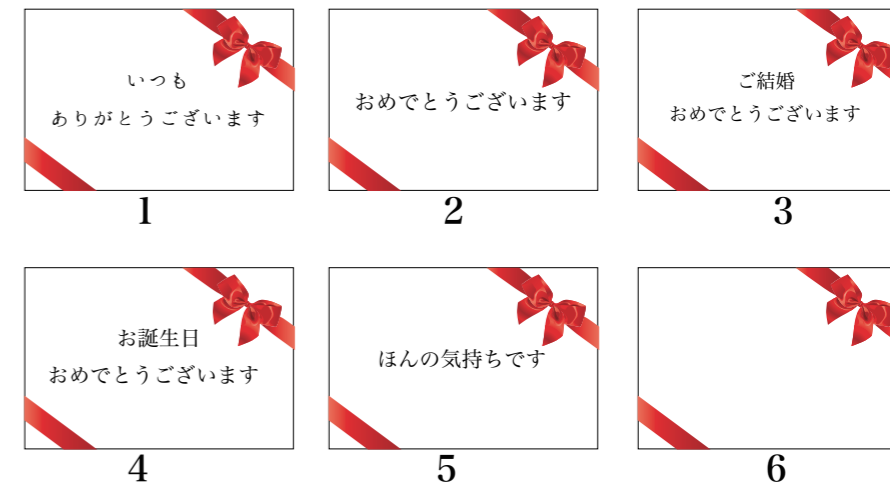 いつも
ありがとうございます
1
おめでとうございます
2
ご結婚
おめでとうございます
3
お誕生日
おめでとうございます
4
ほんの気持ちです
5
6